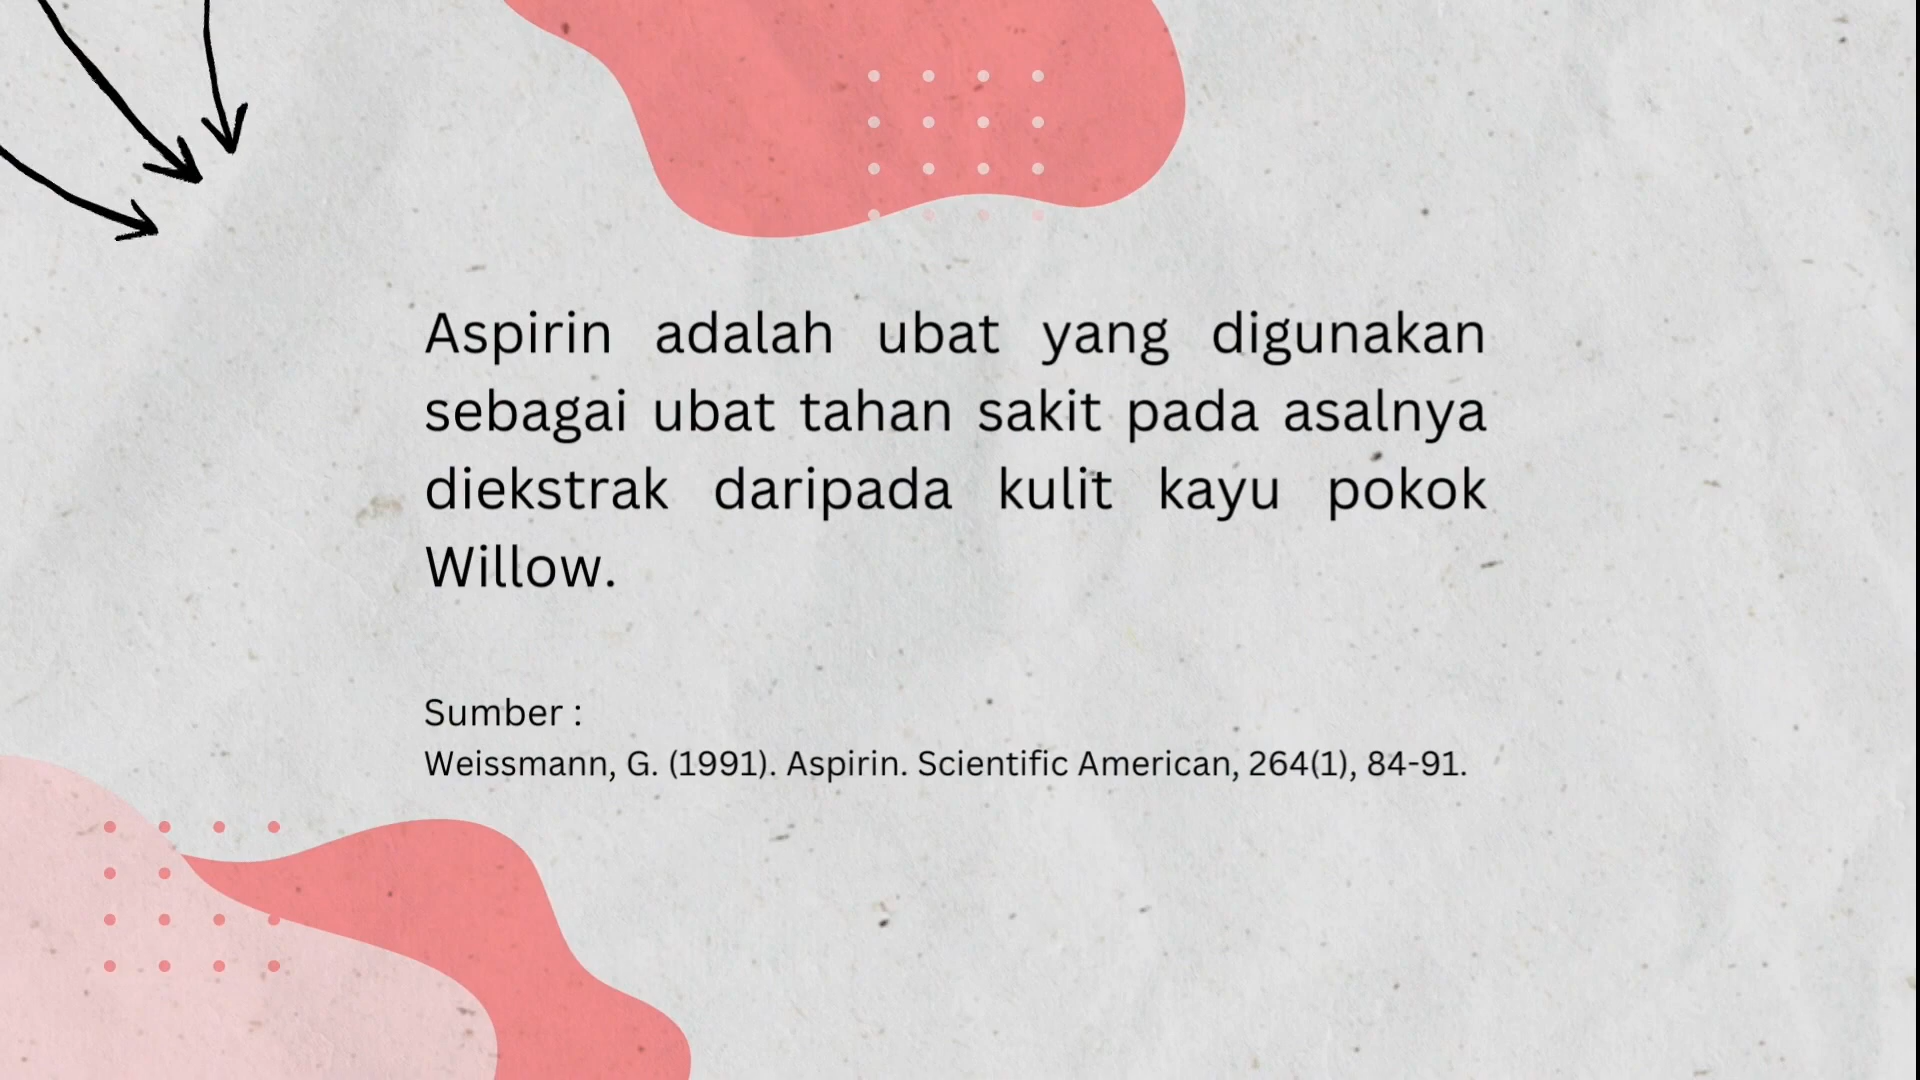 Aspirin adalah ubat yang digunakan
sebagai ubat tahan sakit pada asalnya
diekstrak daripada kulit kayu pokok
Willow.
Sumber :
Weissmann, G. (1991). Aspirin. Scientific American, 264(1), 84-91.